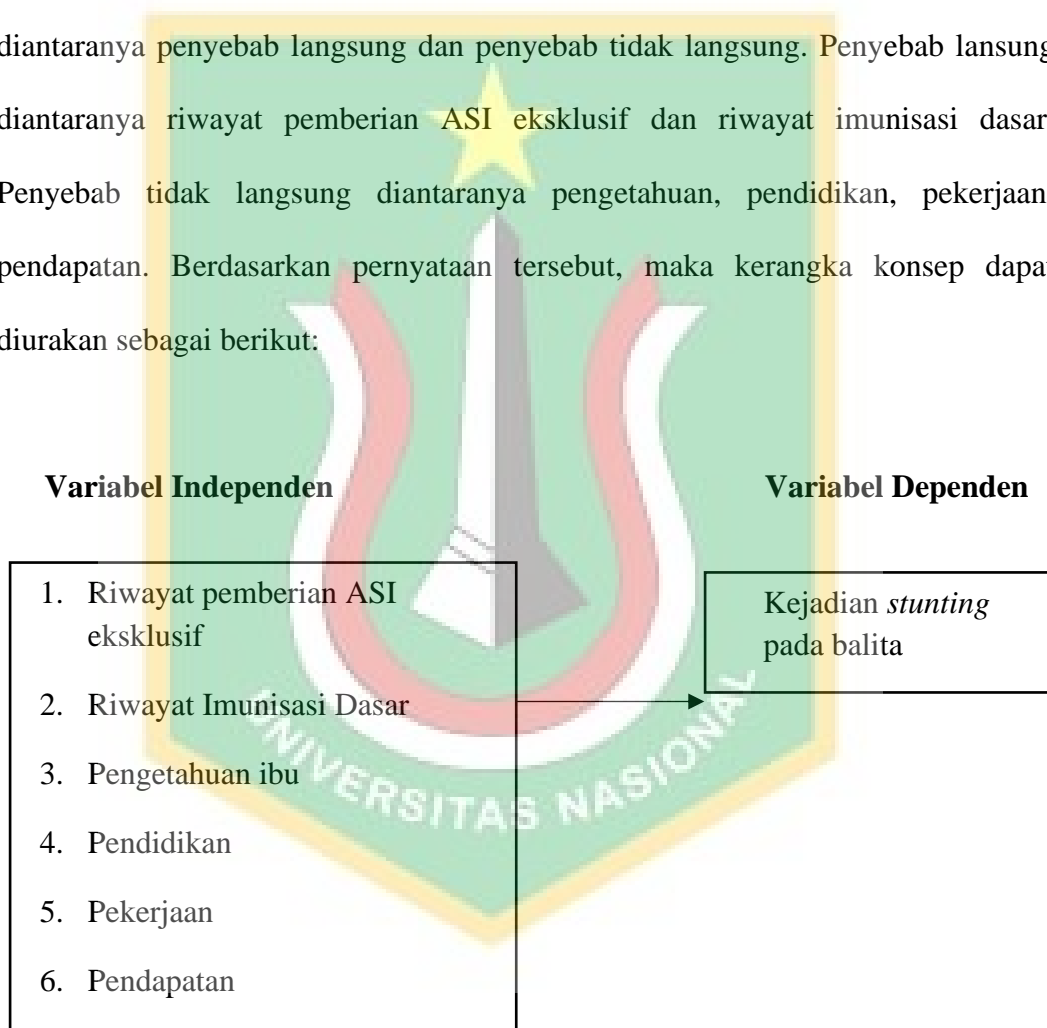 diantaranya penyebab langsung dan penyebab tidak langsung. Penyebab lansung
diantaranya riwayat pemberian ASI eksklusif dan riwayat imunisasi dasar
Penyebab tidak langsung diantaranya pengetahuan, pendidikan, pekerjaan
pendapatan. Berdasarkan pernyataan tersebut, maka kerangka konsep dapat
diurakan sebagai berikut:
Variabel Independen
Variabel Dependen
1. Riwayat pemberian ASI
eksklusif
2. Riwayat Imunisasi Dasar
3. Pengetahuan ibu
4. Pendidikan
5. Pekerjaan
6. Pendapatan
Kejadian stunting
pada balita
UNIVERSITAS NASIONAL